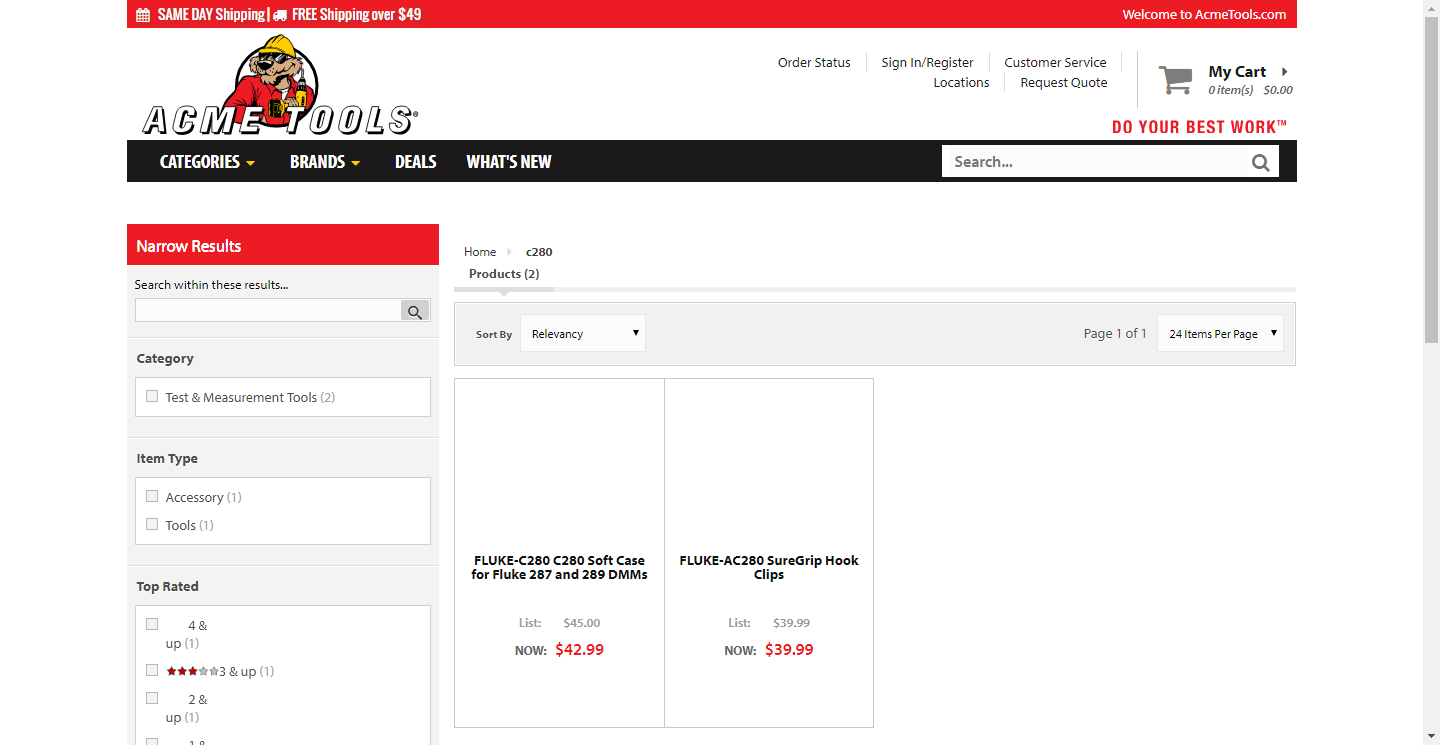 SAME DAY Shipping | FREE Shipping over $49
Welcome to AcmeTools.com
ACME TOOLS®
Order Status
Sign In/Register
Customer Service
Locations
Request Quote
My Cart
0 item(s) $0.00
DO YOUR BEST WORK™
CATEGORIES
BRANDS
DEALS
WHAT'S NEW
Search...
Narrow Results
Search within these results...
Category
Test & Measurement Tools (2)
Item Type
Accessory (1)
Tools (1)
Top Rated
4 &
up (1)
3 & up (1)
2 &
up (1)
1 &
Home
c280
Products (2)
Sort By
Relevancy
Page 1 of 1
24 Items Per Page
FLUKE-C280 C280 Soft Case
for Fluke 287 and 289 DMMs
List: $45.00
NOW: $42.99
FLUKE-AC280 SureGrip Hook
Clips
List: $39.99
NOW: $39.99